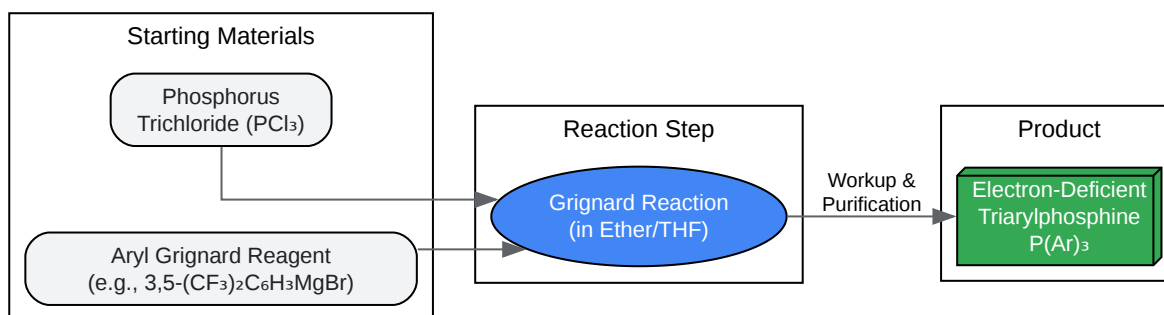 Starting Materials
Phosphorus
Trichloride (PCl₃)
Aryl Grignard Reagent
(e.g., 3,5-(CF₃)₂C₆H₃MgBr)
Reaction Step
Grignard Reaction
(in Ether/THF)
Workup &
Purification
Product
Electron-Deficient
Triarylphosphine
P(Ar)₃